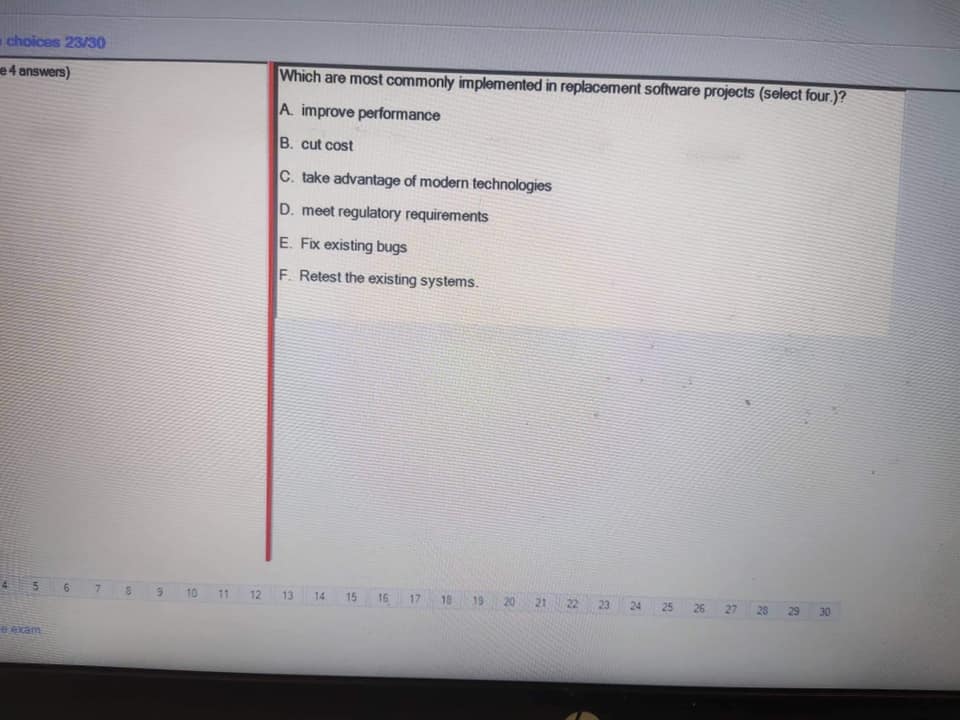 choices 23/30
e 4 answers)
Which are most commonly implemented in replacement software projects (select four.)?
A. improve performance
B. cut cost
C. take advantage of modern technologies
D. meet regulatory requirements
E. Fix existing bugs
F. Retest the existing systems.
4 5 6 7 8 9 10 11 12 13 14 15 16 17 18 19 20 21 22 23 24 25 26 27 28 29 30
e exam